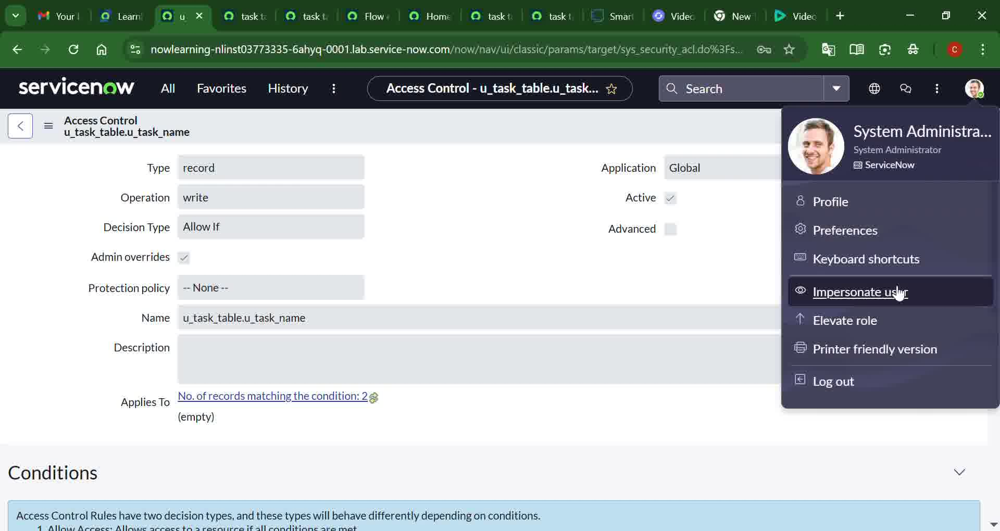 Your
Learn
u_
task t
task t
Flow
Home
task t
task t
Smar
Video
New
Video
nowlearning-nlinst03773335-6ahyq-0001.lab.service-now.com/now/nav/ui/classic/params/target/sys_security_acl.do%3Fs...
C
servicenow
All
Favorites
History
Access Control - u_task_table.u_task...
Search
Access Control
u_task_table.u_task_name
System Administra...
System Administrator
ServiceNow
Type
record
Application
Global
Operation
write
Active
Profile
Decision Type
Allow If
Advanced
Preferences
Admin overrides
Keyboard shortcuts
Protection policy
-- None --
Impersonate user
Name
u_task_table.u_task_name
Elevate role
Description
Printer friendly version
Log out
Applies To
No. of records matching the condition: 2
(empty)
Conditions
Access Control Rules have two decision types, and these types will behave differently depending on conditions.
1. Allow Access: Allows access to a resource if all conditions are met